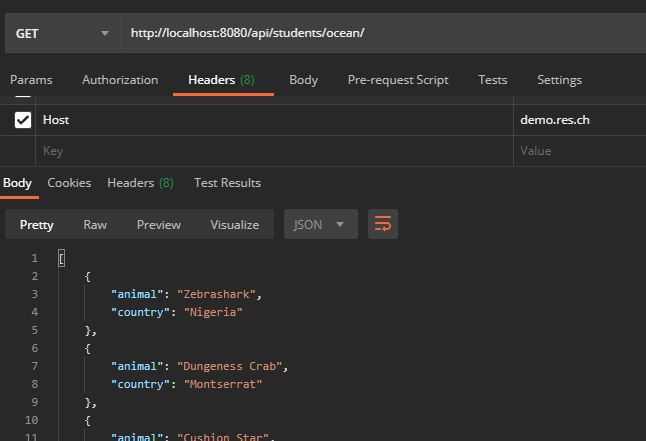 GET http://localhost:8080/api/students/ocean/
Params Authorization Headers (8) Body Pre-request Script Tests Settings
Host demo.res.ch
Key Value
Body Cookies Headers (8) Test Results
Pretty Raw Preview Visualize JSON
1 [
2 {
3 "animal": "Zebrashark",
4 "country": "Nigeria"
5 },
6 {
7 "animal": "Dungeness Crab",
8 "country": "Montserrat"
9 },
10 {
11 "animal": "Cushion Star",